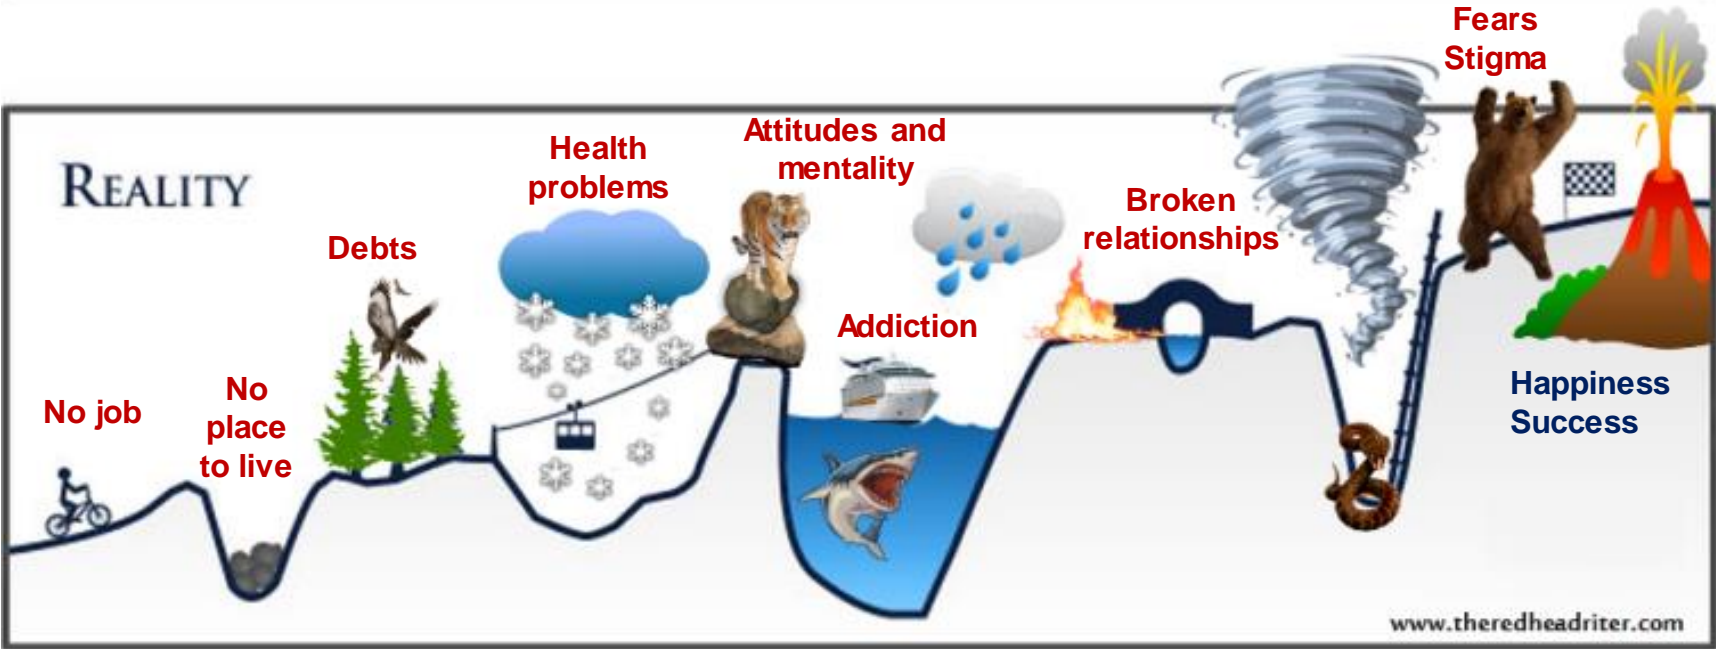 REALITY
No job
No
place
to live
Debts
Health
problems
Attitudes and
mentality
Addiction
Broken
relationships
Fears
Stigma
Happiness
Success
www.theredheadriter.com